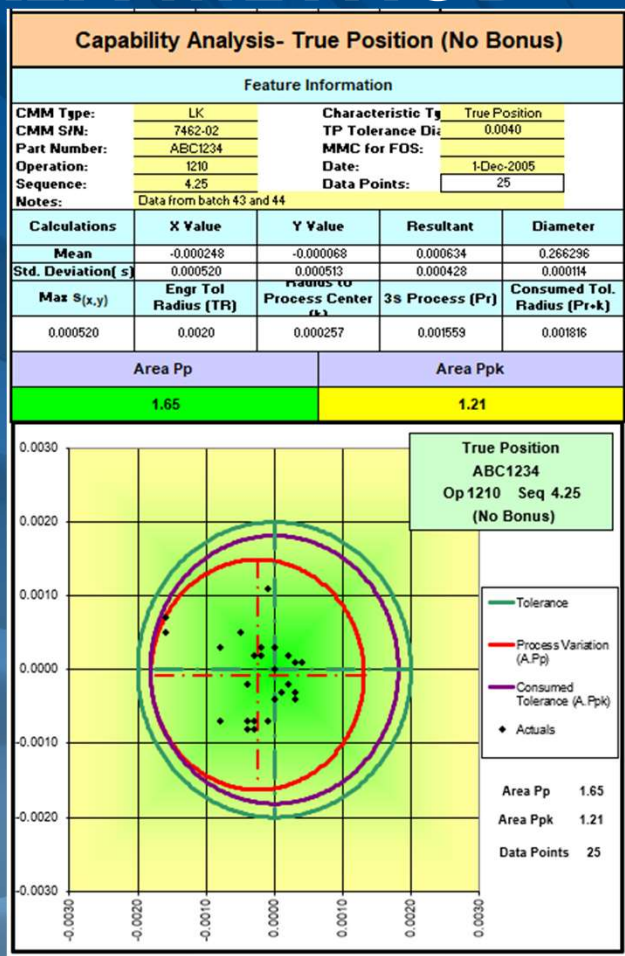 Capability Analysis- True Position (No Bonus)
Feature Information
CMM Type: LK Characteristic Ty True Position
CMM S/N: 7462-02 TP Tolerance Dia 0.0040
Part Number: ABC1234 MMC for FOS:
Operation: 1210 Date: 1-Dec-2005
Sequence: 4.25 Data Points: 25
Notes: Data from batch 43 and 44
Calculations X Value Y Value Resultant Diameter
Mean -0.000248 -0.000068 0.000634 0.266296
Std. Deviation( s) 0.000520 0.000513 0.000428 0.000114
Max S(x,y) Engr Tol Radius (TR) Radius to Process Center (k) 3S Process (Pr) Consumed Tol. Radius (Pr+k)
0.000520 0.0020 0.000257 0.001559 0.001816
Area Pp Area Ppk
1.65 1.21
True Position
ABC1234
Op 1210 Seq 4.25
(No Bonus)
0.0030
0.0020
0.0010
0.0000
-0.0010
-0.0020
-0.0030
-0.0030 -0.0020 -0.0010 0.0000 0.0010 0.0020 0.0030
Tolerance
Process Variation
(A.Pp)
Consumed
Tolerance (A. Ppk)
Actuals
Area Pp 1.65
Area Ppk 1.21
Data Points 25